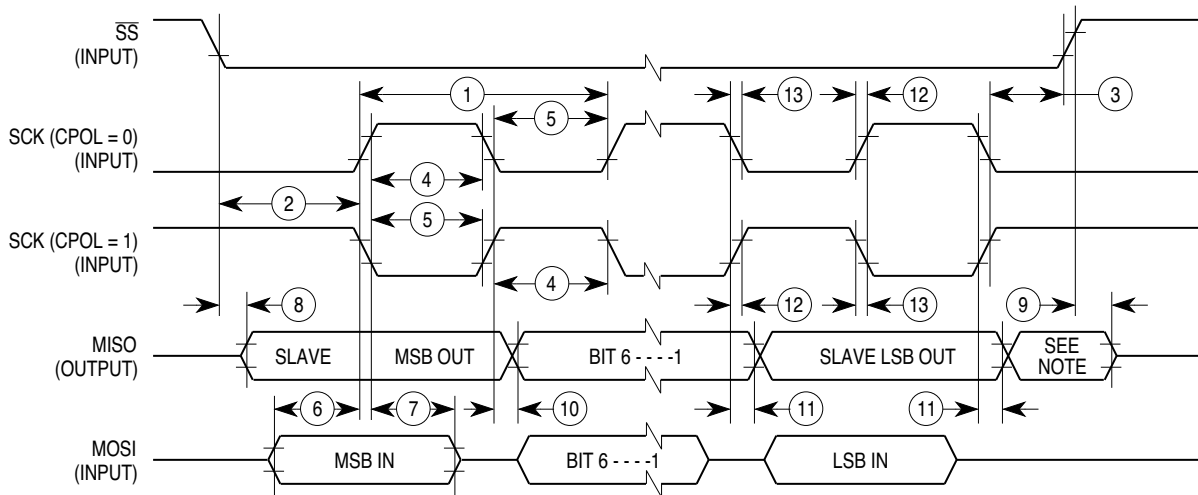 SS
(INPUT)
1
13
12
3
5
SCK (CPOL = 0)
(INPUT)
4
2
5
SCK (CPOL = 1)
(INPUT)
4
12
13
8
9
MISO
(OUTPUT)
SLAVE
MSB OUT
BIT 6 - - - -1
SLAVE LSB OUT
SEE
NOTE
6
7
10
11
11
MOSI
(INPUT)
MSB IN
BIT 6 - - - -1
LSB IN